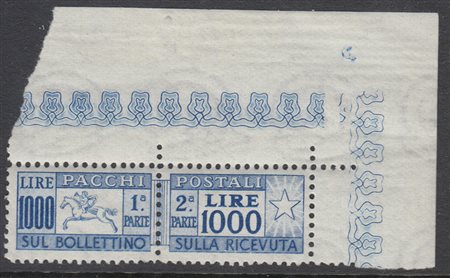 LIRE PACCHI 1ª POSTALI 2ª LIRE
1000 PARTE PARTE 1000
SUL BOLLETTINO SULLA RICEVUTA